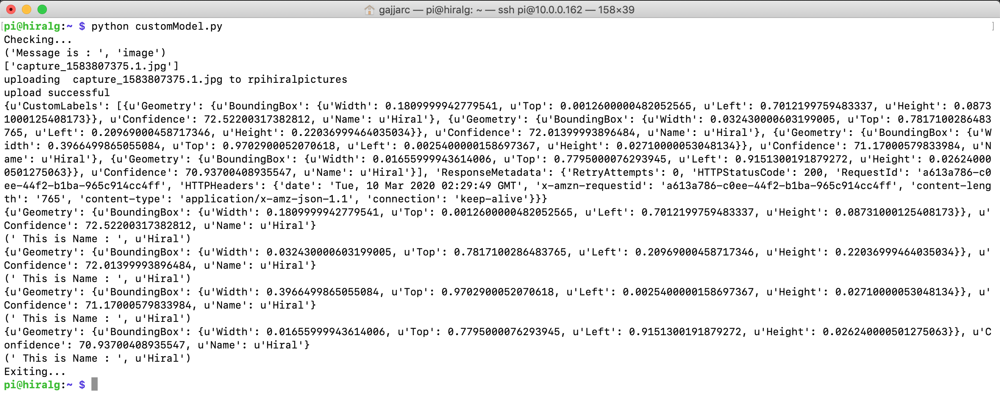 gajjarc — pi@hiralg: ~ — ssh pi@10.0.0.162 — 158×39
[pi@hiralg:~ $ python customModel.py ]
Checking...
('Message is : ', 'image')
['capture_1583807375.1.jpg']
uploading  capture_1583807375.1.jpg to rpihiralpictures
upload successful
{u'CustomLabels': [{u'Geometry': {u'BoundingBox': {u'Width': 0.1809999942779541, u'Top': 0.0012600000482052565, u'Left': 0.7012199759483337, u'Height': 0.0873
1000125408173}}, u'Confidence': 72.52200317382812, u'Name': u'Hiral'}, {u'Geometry': {u'BoundingBox': {u'Width': 0.032430000603199005, u'Top': 0.7817100286483
765, u'Left': 0.20969000458717346, u'Height': 0.22036999464035034}}, u'Confidence': 72.01399993896484, u'Name': u'Hiral'}, {u'Geometry': {u'BoundingBox': {u'W
idth': 0.3966499865055084, u'Top': 0.9702900052070618, u'Left': 0.0025400000158697367, u'Height': 0.02710000053048134}}, u'Confidence': 71.17000579833984, u'N
ame': u'Hiral'}, {u'Geometry': {u'BoundingBox': {u'Width': 0.01655999943614006, u'Top': 0.7795000076293945, u'Left': 0.9151300191879272, u'Height': 0.02624000
0501275063}}, u'Confidence': 70.93700408935547, u'Name': u'Hiral'}], 'ResponseMetadata': {'RetryAttempts': 0, 'HTTPStatusCode': 200, 'RequestId': 'a613a786-c0
ee-44f2-b1ba-965c914cc4ff', 'HTTPHeaders': {'date': 'Tue, 10 Mar 2020 02:29:49 GMT', 'x-amzn-requestid': 'a613a786-c0ee-44f2-b1ba-965c914cc4ff', 'content-leng
th': '765', 'content-type': 'application/x-amz-json-1.1', 'connection': 'keep-alive'}}}
{u'Geometry': {u'BoundingBox': {u'Width': 0.1809999942779541, u'Top': 0.0012600000482052565, u'Left': 0.7012199759483337, u'Height': 0.08731000125408173}}, u'
Confidence': 72.52200317382812, u'Name': u'Hiral'}
(' This is Name : ', u'Hiral')
{u'Geometry': {u'BoundingBox': {u'Width': 0.032430000603199005, u'Top': 0.7817100286483765, u'Left': 0.20969000458717346, u'Height': 0.22036999464035034}}, u'
Confidence': 72.01399993896484, u'Name': u'Hiral'}
(' This is Name : ', u'Hiral')
{u'Geometry': {u'BoundingBox': {u'Width': 0.3966499865055084, u'Top': 0.9702900052070618, u'Left': 0.0025400000158697367, u'Height': 0.02710000053048134}}, u'
Confidence': 71.17000579833984, u'Name': u'Hiral'}
(' This is Name : ', u'Hiral')
{u'Geometry': {u'BoundingBox': {u'Width': 0.01655999943614006, u'Top': 0.7795000076293945, u'Left': 0.9151300191879272, u'Height': 0.026240000501275063}}, u'C
onfidence': 70.93700408935547, u'Name': u'Hiral'}
(' This is Name : ', u'Hiral')
Exiting...
pi@hiralg:~ $